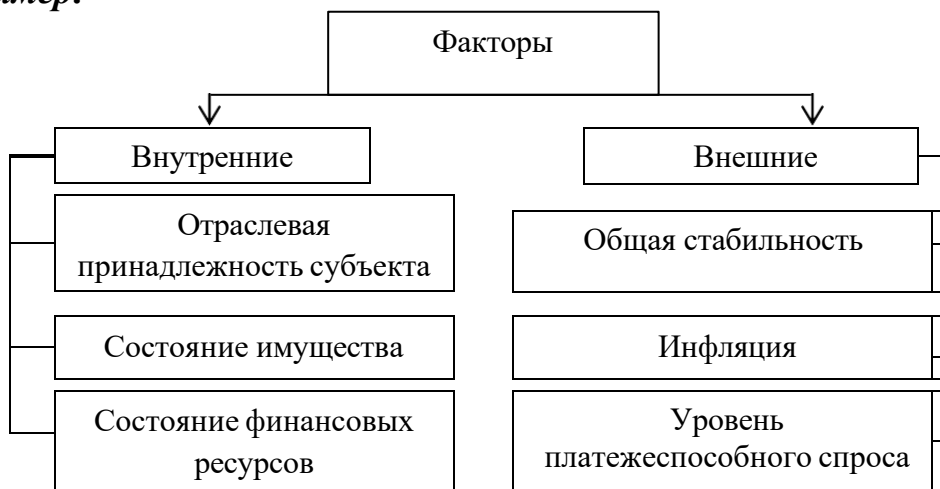 Факторы
Внутренние
Внешние
Отраслевая
принадлежность субъекта
Общая стабильность
Состояние имущества
Инфляция
Состояние финансовых
ресурсов
Уровень
платежеспособного спроса